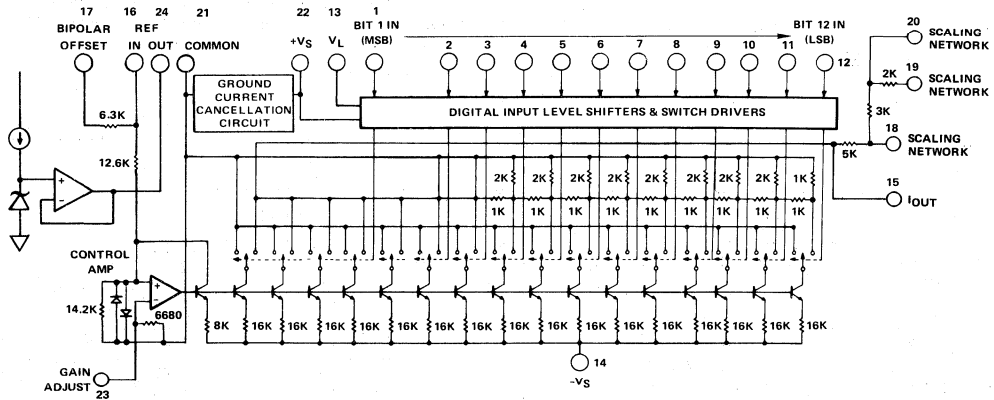 17
BIPOLAR
OFFSET
16
REF
IN
24
OUT
21
COMMON
22
+VS
13
VL
1
BIT 1 IN
(MSB)
2
3
4
5
6
7
8
9
10
11
BIT 12 IN
(LSB)
12
20
SCALING
NETWORK
19
SCALING
NETWORK
2K
3K
18
SCALING
NETWORK
5K
15
IOUT
GROUND
CURRENT
CANCELLATION
CIRCUIT
DIGITAL INPUT LEVEL SHIFTERS & SWITCH DRIVERS
6.3K
12.6K
2K 2K 2K 2K 2K 2K 2K 2K 1K
1K 1K 1K 1K 1K 1K 1K 1K 1K
+
−
CONTROL
AMP
+
−
14.2K
6680
8K 16K 16K 16K 16K 16K 16K 16K 16K 16K 16K 16K 16K 16K 16K 16K 16K
14
-VS
GAIN
ADJUST
23